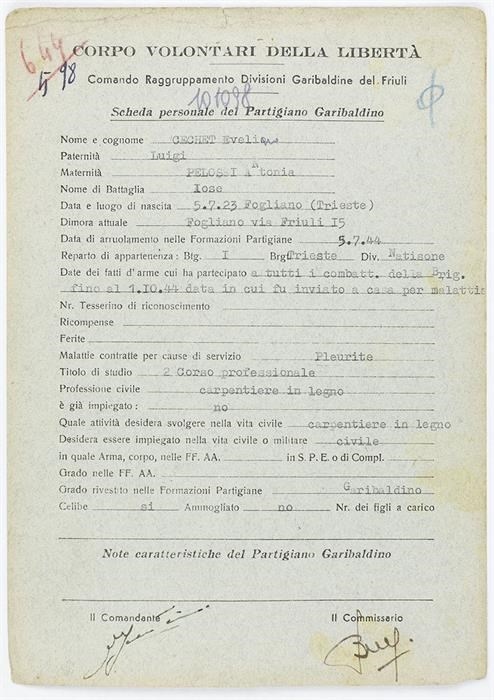 644
5 98
CORPO VOLONTARI DELLA LIBERTÀ
Comando Raggruppamento Divisioni Garibaldine del Friuli
101098
Scheda personale del Partigiano Garibaldino
Nome e cognome CECHET Evelino
Paternità Luigi
Maternità PELOSSI Antonia
Nome di Battaglia Iose
Data e luogo di nascita 5.7.23 Fogliano (Trieste)
Dimora attuale Fogliano via Friuli I5
Data di arruolamento nelle Formazioni Partigiane 5.7.44
Reparto di appartenenza: Btg. I Brg. Trieste Div. Natisone
Date dei fatti d'arme cui ha partecipato a tutti i combatt. della Brig.
fino al 1.IO.44 data in cui fu inviato a casa per malattia
Nr. Tesserino di riconoscimento
Ricompense
Ferite
Malattie contratte per cause di servizio Pleurite
Titolo di studio 2 Corso professionale
Professione civile carpentiere in legno
è già impiegato: no
Quale attività desidera svolgere nella vita civile carpentiere in legno
Desidera essere impiegato nella vita civile o militare civile
in quale Arma, corpo, nelle FF. AA. in S. P. E. o di Compl.
Grado nelle FF. AA.
Grado rivestito nelle Formazioni Partigiane Garibaldino
Celibe si Ammogliato no Nr. dei figli a carico
Note caratteristiche del Partigiano Garibaldino
Il Comandante Il Commissario